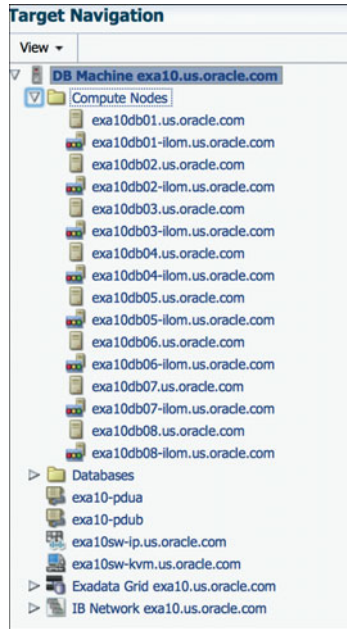 Target Navigation
View
DB Machine exa10.us.oracle.com
Compute Nodes
exa10db01.us.oracle.com
exa10db01-ilom.us.oracle.com
exa10db02.us.oracle.com
exa10db02-ilom.us.oracle.com
exa10db03.us.oracle.com
exa10db03-ilom.us.oracle.com
exa10db04.us.oracle.com
exa10db04-ilom.us.oracle.com
exa10db05.us.oracle.com
exa10db05-ilom.us.oracle.com
exa10db06.us.oracle.com
exa10db06-ilom.us.oracle.com
exa10db07.us.oracle.com
exa10db07-ilom.us.oracle.com
exa10db08.us.oracle.com
exa10db08-ilom.us.oracle.com
Databases
exa10-pdua
exa10-pdub
exa10sw-ip.us.oracle.com
exa10sw-kvm.us.oracle.com
Exadata Grid exa10.us.oracle.com
IB Network exa10.us.oracle.com